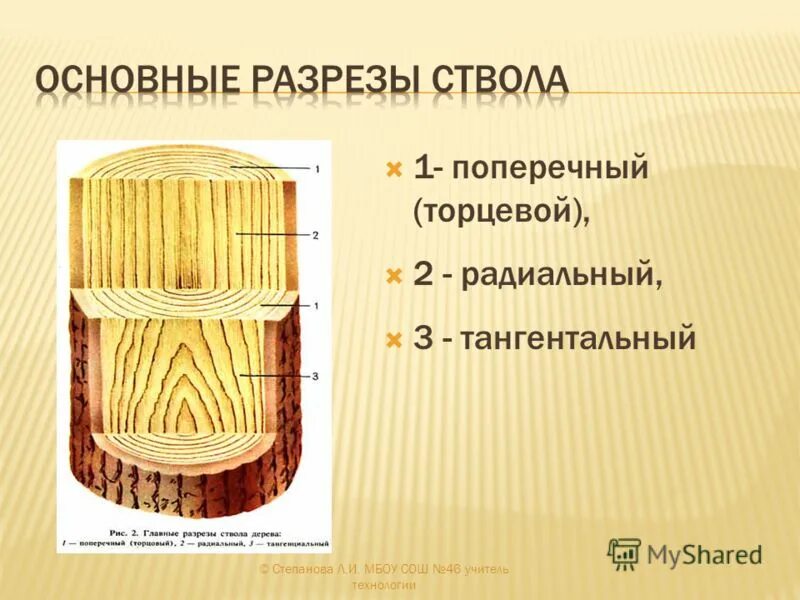 ОСНОВНЫЕ РАЗРЕЗЫ СТВОЛА
1- поперечный
(торцевой),
2 - радиальный,
3 - тангентальный
1
2
1
3
Рис. 2. Главные разрезы ствола дерева:
1 — поперечный (торцовый), 2 — радиальный, 3 — тангенциальный
© Степанова Л.И. МБОУ СОШ №46 учитель
технологии
MyShared